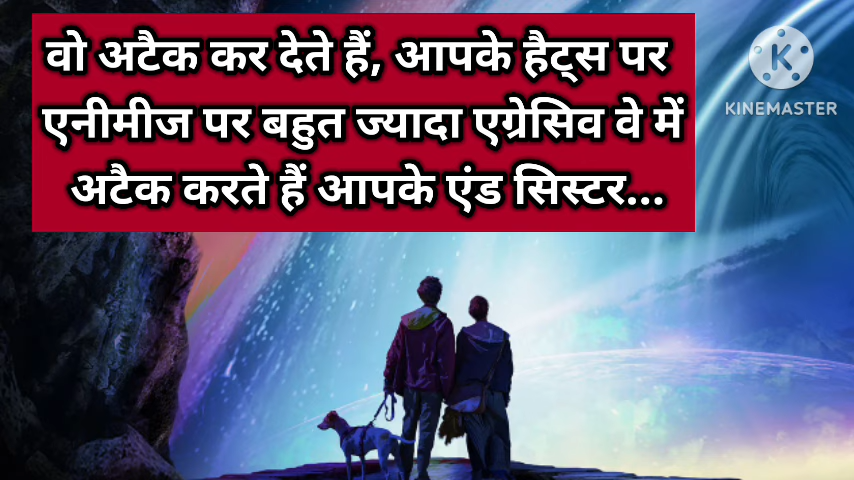 वो अटैक कर देते हैं, आपके हैट्स पर
एनीमीज पर बहुत ज्यादा एग्रेसिव वे में
अटैक करते हैं आपके एंड सिस्टर...
K
KINEMASTER